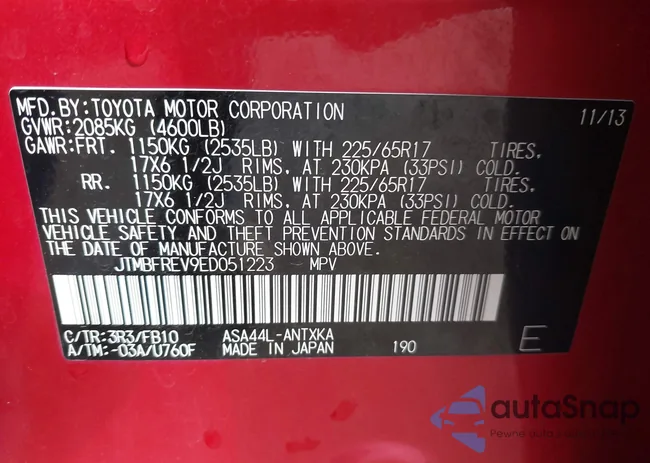 MFD.BY:TOYOTA MOTOR CORPORATION 11/13
GVWR:2085KG (4600LB)
GAWR:FRT. 1150KG (2535LB) WITH 225/65R17 TIRES,
17X6 1/2J RIMS, AT 230KPA (33PSI) COLD.
RR. 1150KG (2535LB) WITH 225/65R17 TIRES,
17X6 1/2J RIMS, AT 230KPA (33PSI) COLD.
THIS VEHICLE CONFORMS TO ALL APPLICABLE FEDERAL MOTOR
VEHICLE SAFETY AND THEFT PREVENTION STANDARDS IN EFFECT ON
THE DATE OF MANUFACTURE SHOWN ABOVE.
JTMBFREV9ED051223 MPV
C/TR:3R3/FB10 ASA44L-ANTXKA
A/TM:-03A/U760F MADE IN JAPAN 190 E
autaSnap
Pewne auta